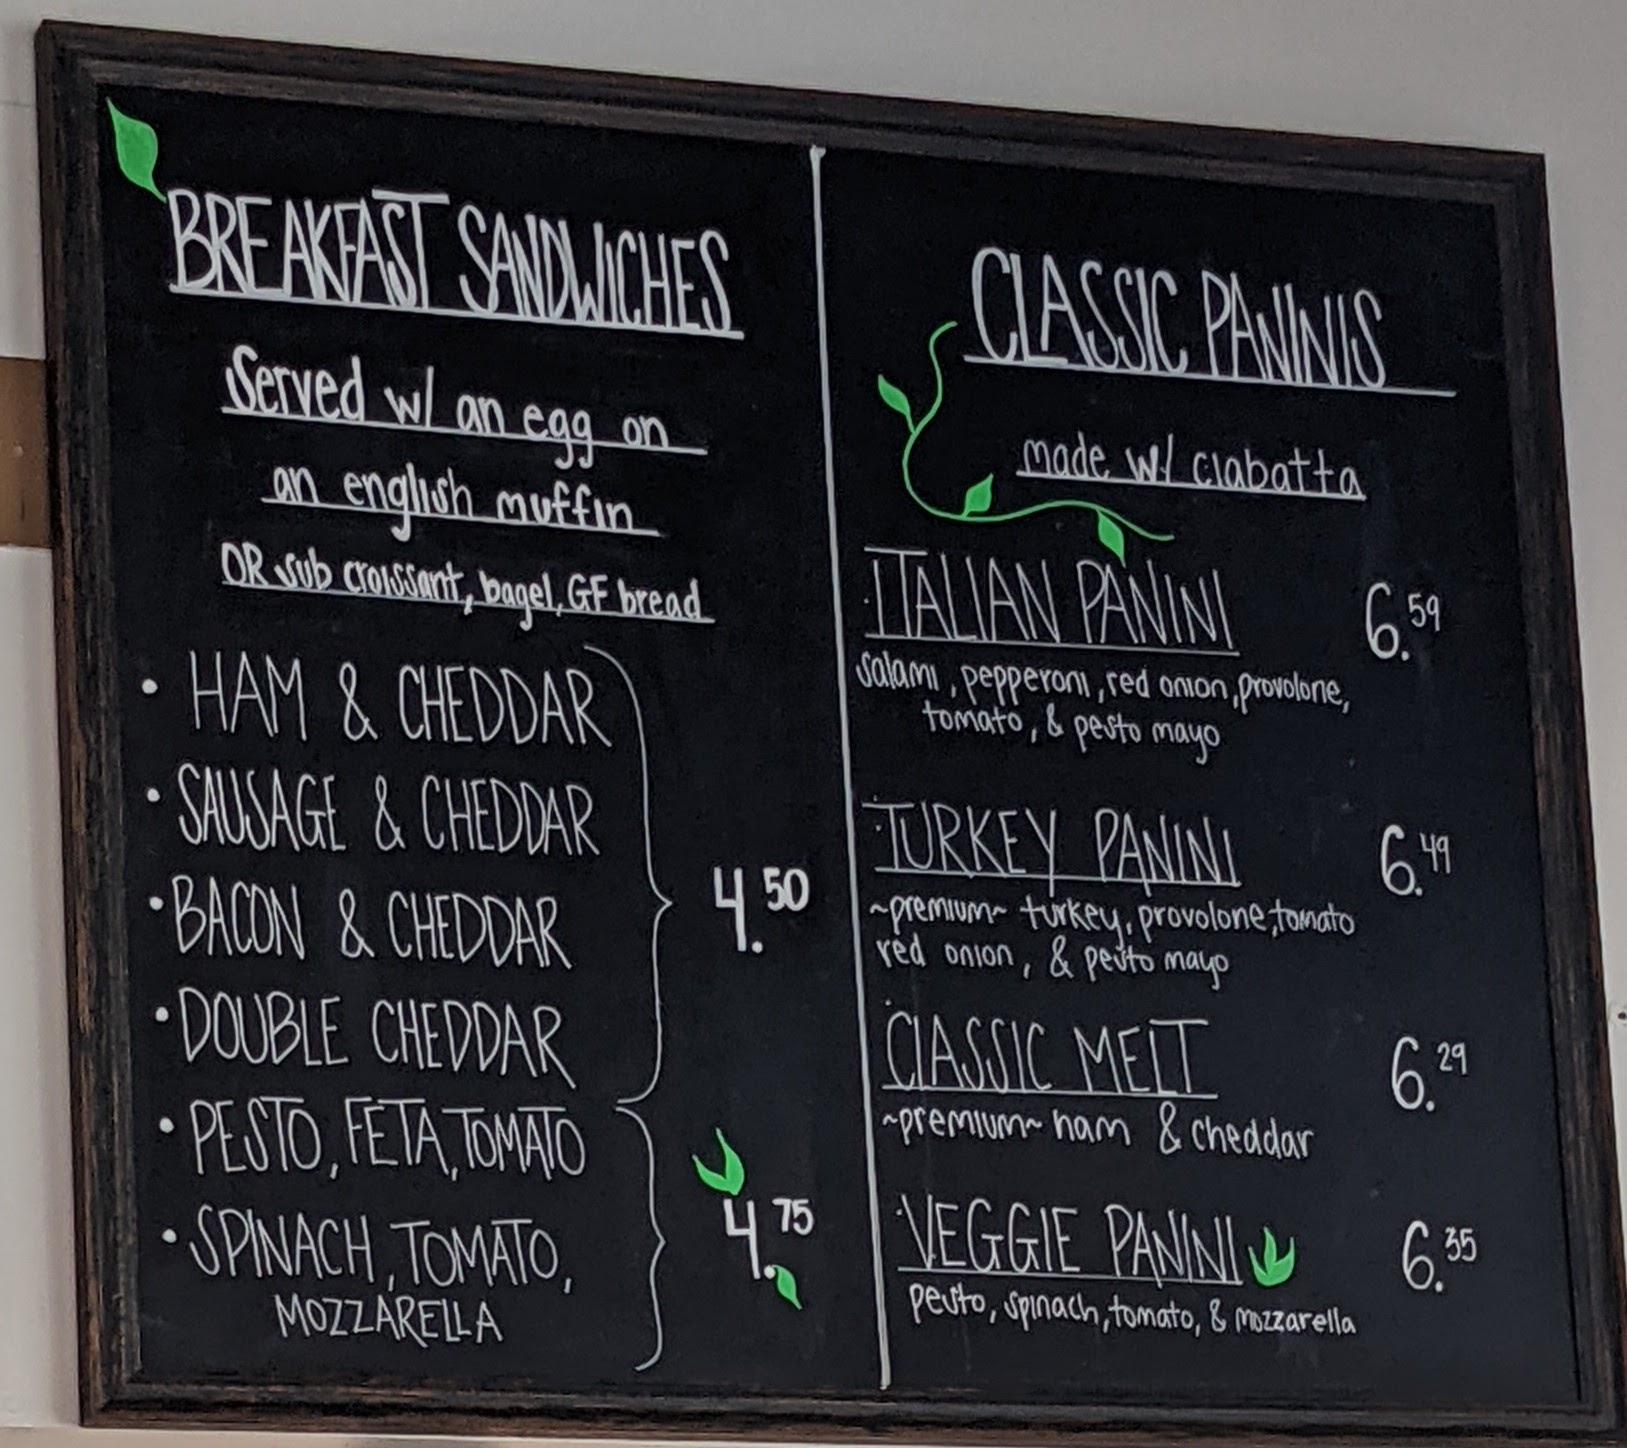 BREAKFAST SANDWICHES
Served w/ an egg on
an english muffin
OR sub croissant, bagel, GF bread
• HAM & CHEDDAR
• SAUSAGE & CHEDDAR
• BACON & CHEDDAR
• DOUBLE CHEDDAR
4.50
• PESTO, FETA, TOMATO
• SPINACH, TOMATO,
MOZZARELLA
4.75
CLASSIC PANINIS
made w/ ciabatta
ITALIAN PANINI 6.59
salami, pepperoni, red onion, provolone,
tomato, & pesto mayo
TURKEY PANINI 6.49
~premium~ turkey, provolone, tomato
red onion, & pesto mayo
CLASSIC MELT 6.29
~premium~ ham & cheddar
VEGGIE PANINI 6.35
pesto, spinach, tomato, & mozzarella